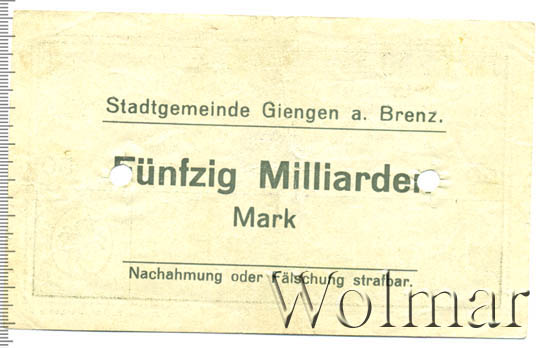 Stadtgemeinde Giengen a. Brenz.
Fünfzig Milliarden
Mark
Nachahmung oder Fälschung strafbar.
Wolmar